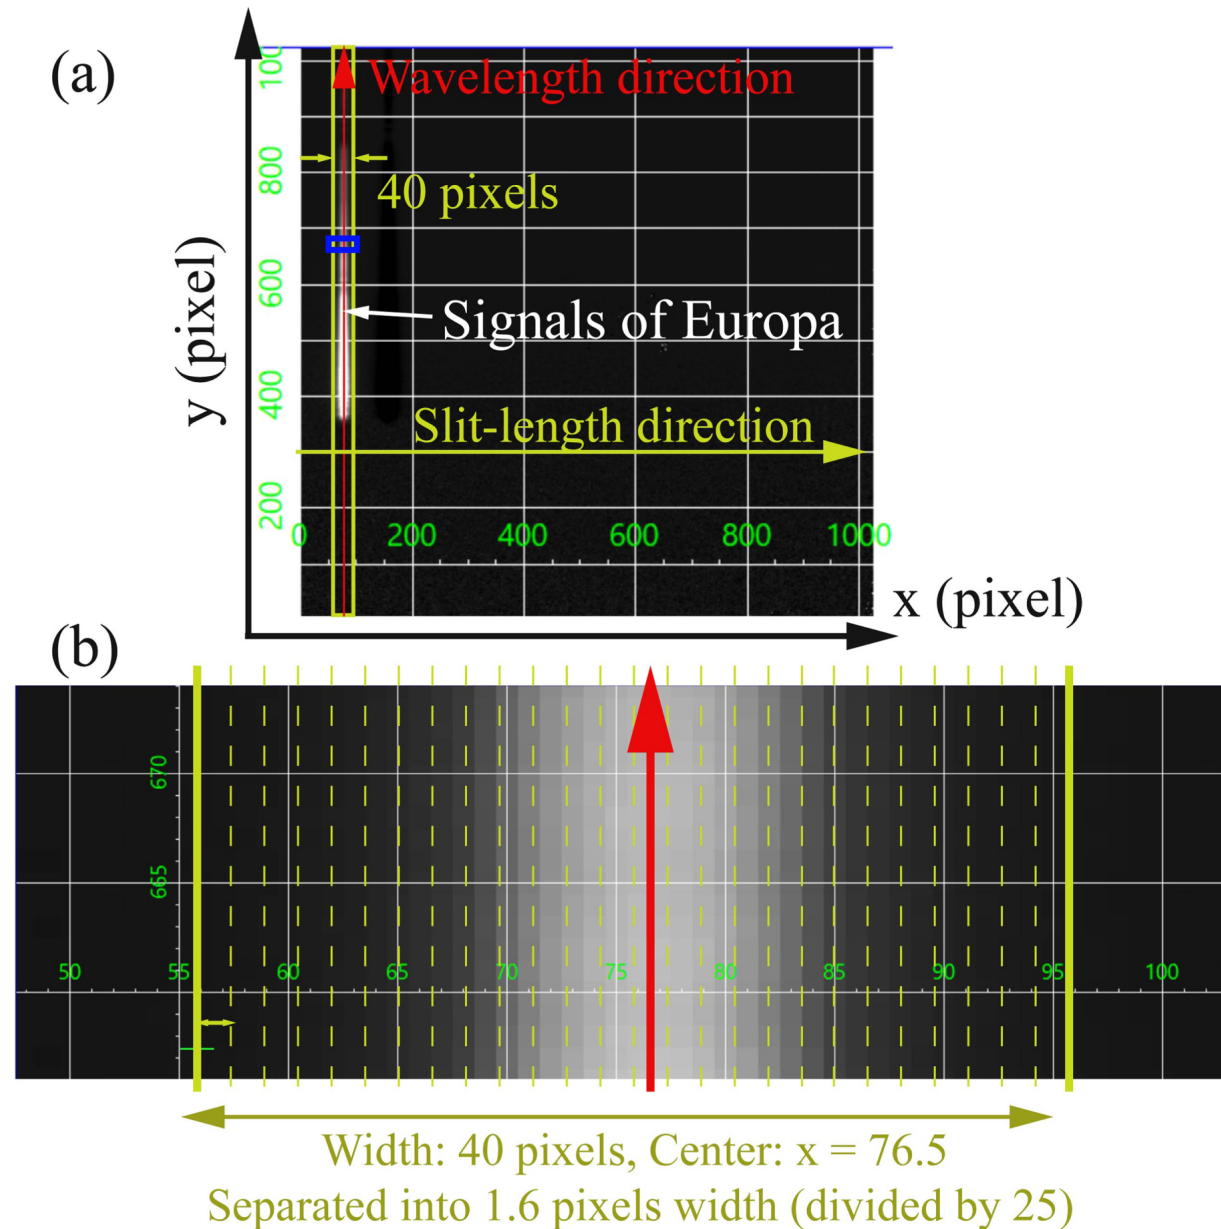 (a)
Wavelength direction
40 pixels
Signals of Europa
Slit-length direction
y (pixel)
100
800
600
400
200
0 200 400 600 800 1000
x (pixel)
(b)
670
665
50 55 60 65 70 75 80 85 90 95 100
Width: 40 pixels, Center: x = 76.5
Separated into 1.6 pixels width (divided by 25)